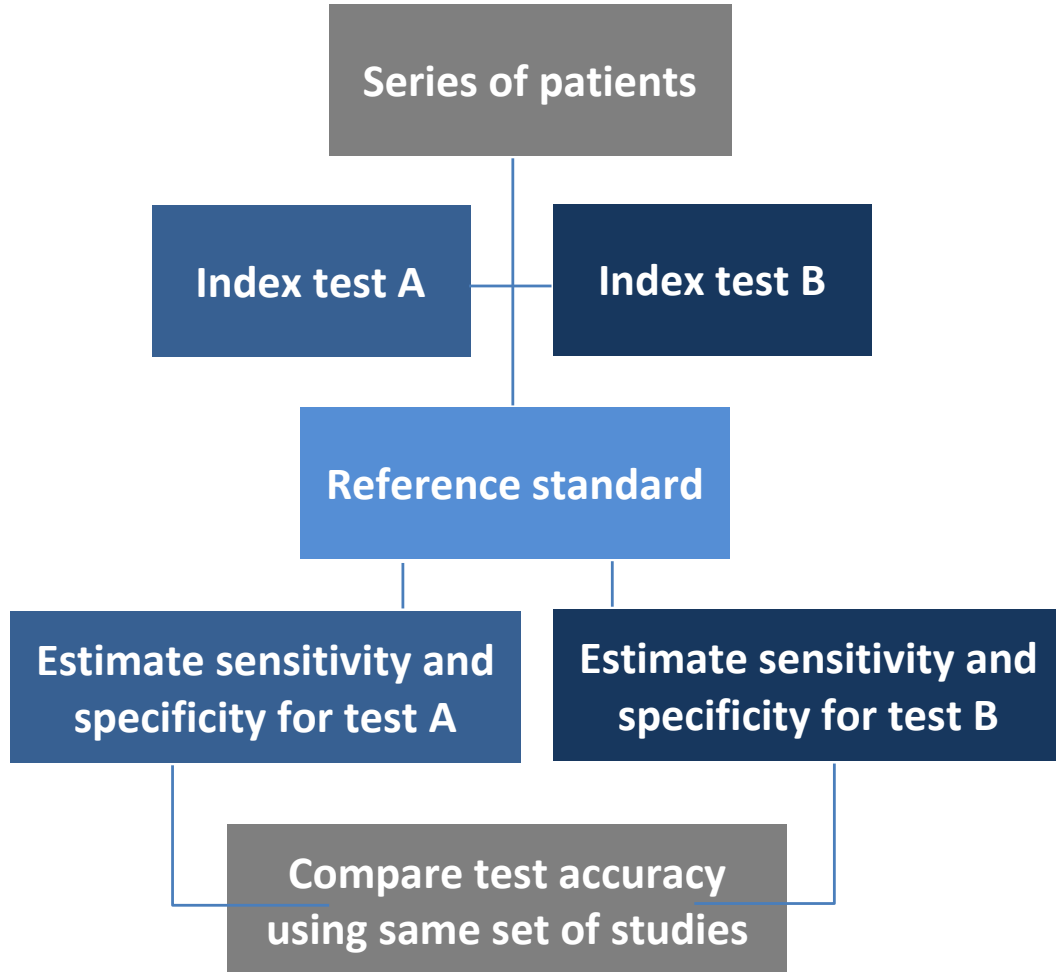 Series of patients
Index test A
Index test B
Reference standard
Estimate sensitivity and
specificity for test A
Estimate sensitivity and
specificity for test B
Compare test accuracy
using same set of studies